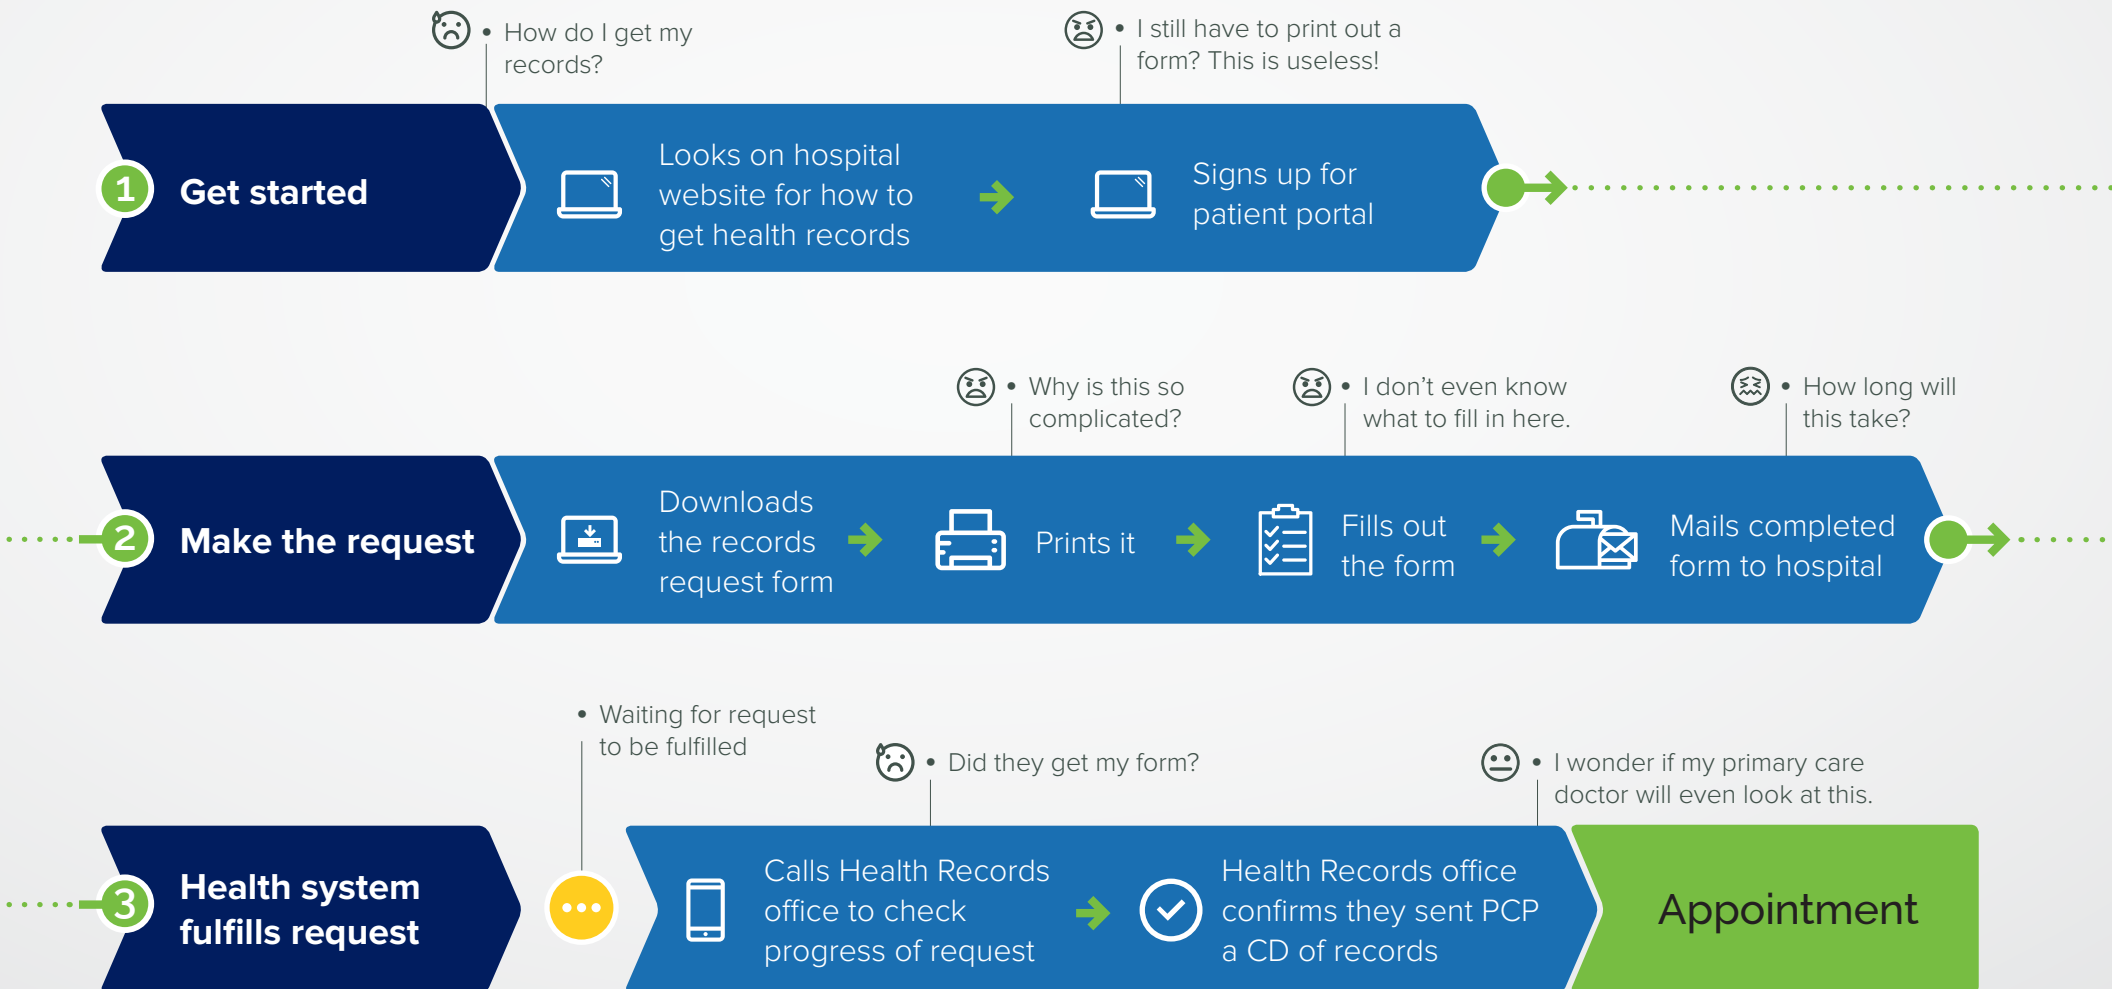 • How do I get my
records?
• I still have to print out a
form? This is useless!
1
Get started
Looks on hospital
website for how to
get health records
Signs up for
patient portal
• Why is this so
complicated?
• I don’t even know
what to fill in here.
• How long will
this take?
2
Make the request
Downloads
the records
request form
Prints it
Fills out
the form
Mails completed
form to hospital
• Waiting for request
to be fulfilled
• Did they get my form?
• I wonder if my primary care
doctor will even look at this.
3
Health system
fulfills request
Calls Health Records
office to check
progress of request
Health Records office
confirms they sent PCP
a CD of records
Appointment